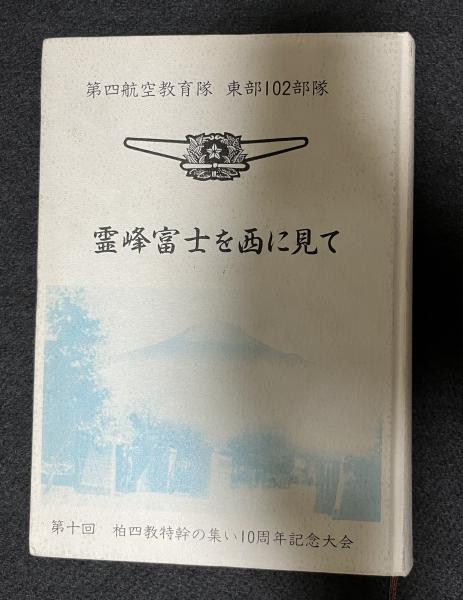 第四航空教育隊 東部102部隊
霊峰富士を西に見て
第十回 柏四教特幹の集い10周年記念大会